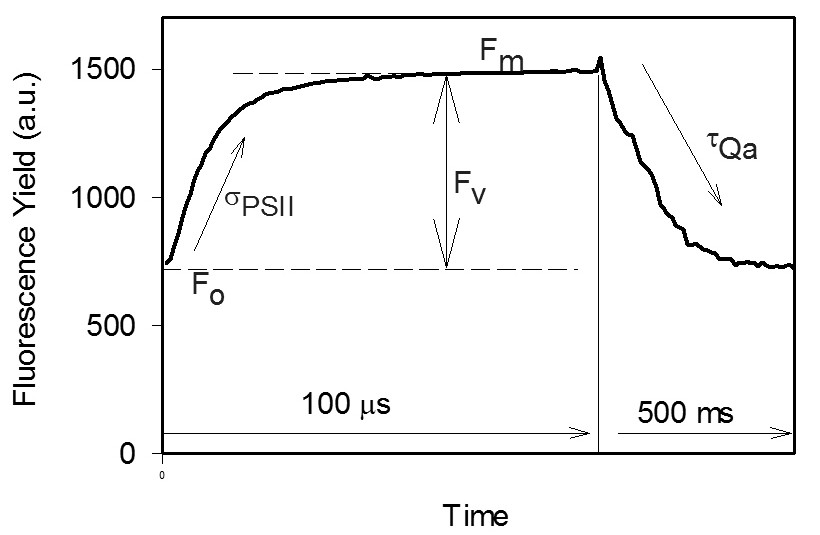 Fluorescence Yield (a.u.)
1500
1000
500
0
Fm
σPSII
Fv
τQa
Fo
100 μs
500 ms
0
Time